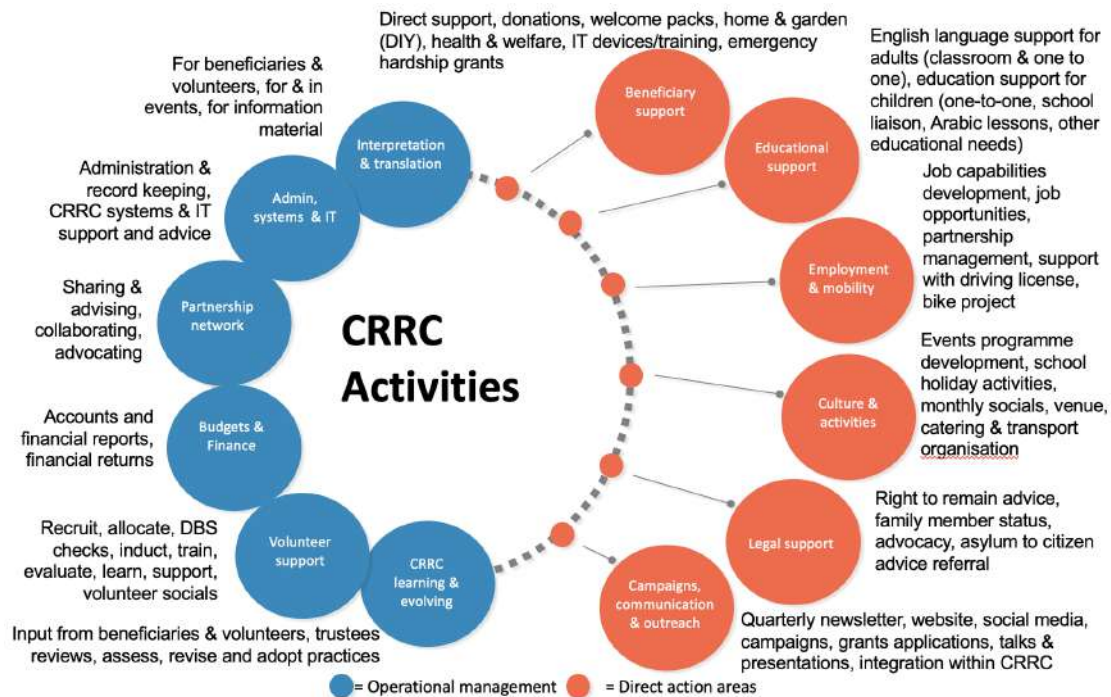 Direct support, donations, welcome packs, home & garden
(DIY), health & welfare, IT devices/training, emergency
hardship grants
English language support for
adults (classroom & one to
one), education support for
children (one-to-one, school
liaison, Arabic lessons, other
educational needs)
For beneficiaries &
volunteers, for & in
events, for information
material
Interpretation
& translation
Beneficiary
support
Educational
support
Administration &
record keeping,
CRRC systems & IT
support and advice
Admin,
systems & IT
Job capabilities
development, job
opportunities,
partnership
management, support
with driving license,
bike project
Employment
& mobility
Sharing &
advising,
collaborating,
advocating
Partnership
network
CRRC
Activities
Events programme
development, school
holiday activities,
monthly socials, venue,
catering & transport
organisation
Culture &
activities
Accounts and
financial reports,
financial returns
Budgets &
Finance
Right to remain advice,
family member status,
advocacy, asylum to citizen
advice referral
Legal support
Recruit, allocate, DBS
checks, induct, train,
evaluate, learn, support,
volunteer socials
Volunteer
support
CRRC
learning &
evolving
Campaigns,
communication
& outreach
Input from beneficiaries & volunteers, trustees
reviews, assess, revise and adopt practices
Quarterly newsletter, website, social media,
campaigns, grants applications, talks &
presentations, integration within CRRC
= Operational management
= Direct action areas